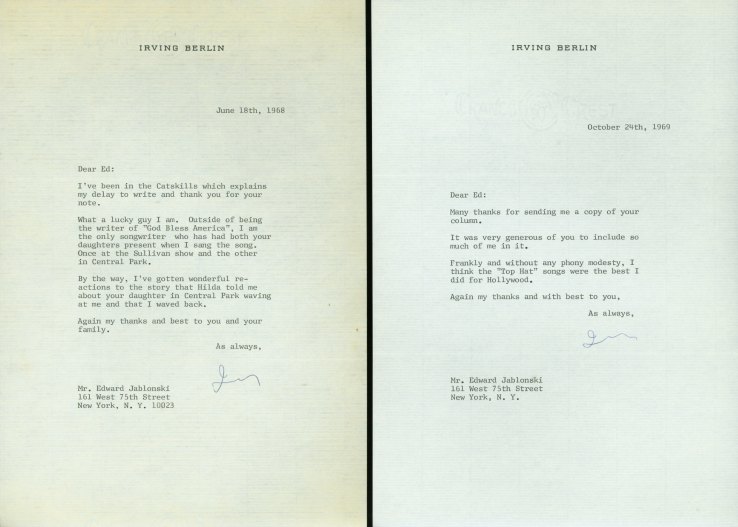 IRVING BERLIN
June 18th, 1968
Dear Ed:
I've been in the Catskills which explains
my delay to write and thank you for your
note.
What a lucky guy I am. Outside of being
the writer of "God Bless America", I am
the only songwriter who has had both your
daughters present when I sang the song.
Once at the Sullivan show and the other
in Central Park.
By the way, I've gotten wonderful re-
actions to the story that Hilda told me
about your daughter in Central Park waving
at me and that I waved back.
Again my thanks and best to you and your
family.
As always,
Mr. Edward Jablonski
161 West 75th Street
New York, N. Y. 10023
IRVING BERLIN
October 24th, 1969
Dear Ed:
Many thanks for sending me a copy of your
column.
It was very generous of you to include so
much of me in it.
Frankly and without any phony modesty, I
think the "Top Hat" songs were the best I
did for Hollywood.
Again my thanks and with best to you,
As always,
Mr. Edward Jablonski
161 West 75th Street
New York, N. Y.